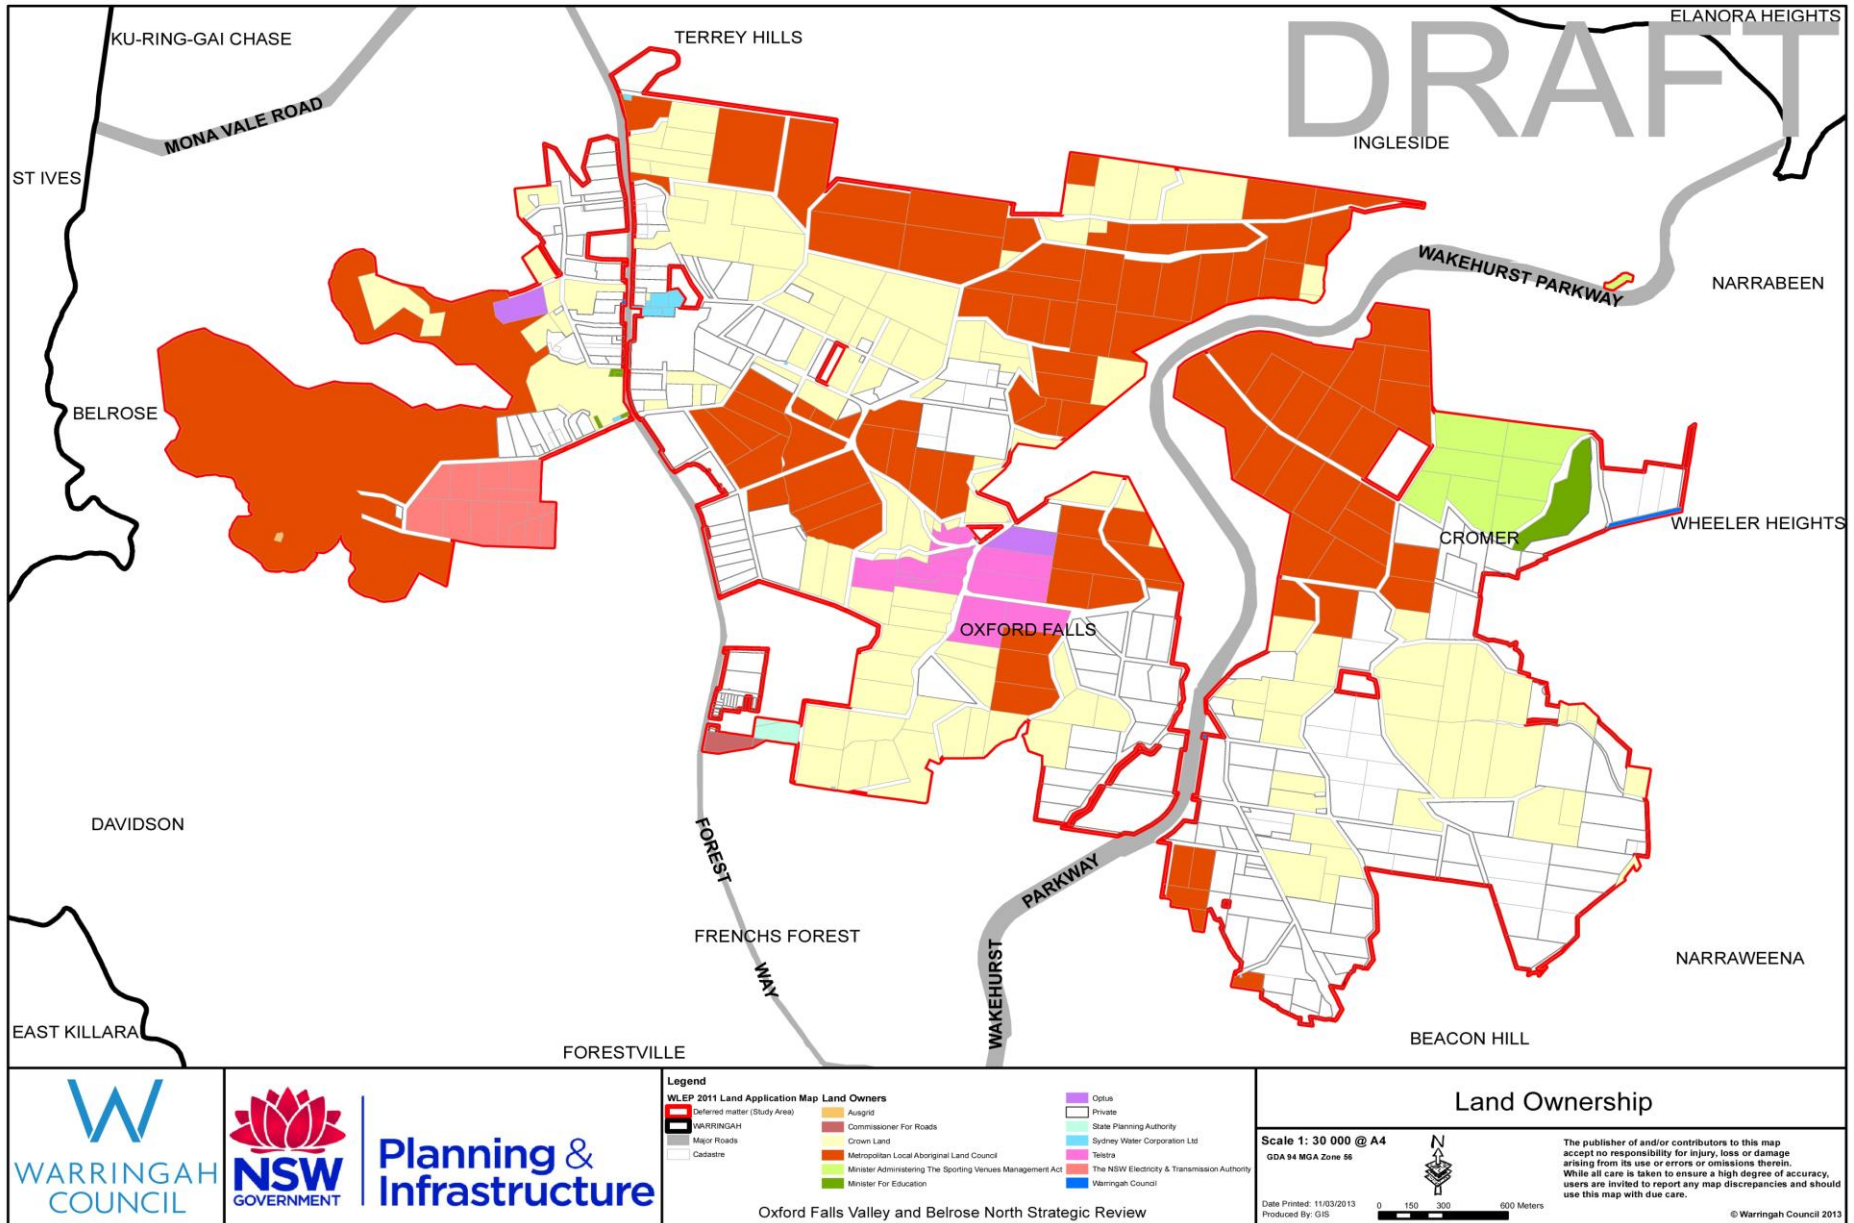 DRAFT
ELANORA HEIGHTS
KU-RING-GAI CHASE
TERREY HILLS
MONA VALE ROAD
INGLESIDE
ST IVES
WAKEHURST PARKWAY
NARRABEEN
BELROSE
WHEELER HEIGHTS
CROMER
OXFORD FALLS
DAVIDSON
FOREST
WAY
PARKWAY
WAKEHURST
FRENCHS FOREST
NARRAWEENA
EAST KILLARA
FORESTVILLE
BEACON HILL
W
WARRINGAH
COUNCIL
NSW
GOVERNMENT
Planning &
Infrastructure
Legend
WLEP 2011 Land Application Map
Deferred matter (Study Area)
WARRINGAH
Major Roads
Cadastre
Land Owners
Ausgrid
Commissioner For Roads
Crown Land
Metropolitan Local Aboriginal Land Council
Minister Administering The Sporting Venues Management Act
Minister For Education
Optus
Private
State Planning Authority
Sydney Water Corporation Ltd
Telstra
The NSW Electricity & Transmission Authority
Warringah Council
Oxford Falls Valley and Belrose North Strategic Review
Land Ownership
Scale 1: 30 000 @ A4
GDA 94 MGA Zone 56
N
Date Printed: 11/03/2013
Produced By: GIS
0 150 300 600 Meters
The publisher of and/or contributors to this map
accept no responsibility for injury, loss or damage
arising from its use or errors or omissions therein.
While all care is taken to ensure a high degree of accuracy,
users are invited to report any map discrepancies and should
use this map with due care.
© Warringah Council 2013